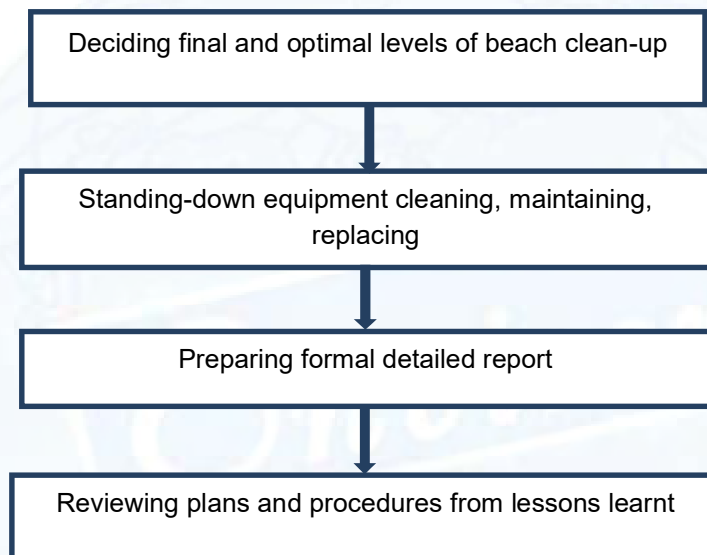 Deciding final and optimal levels of beach clean-up
Standing-down equipment cleaning, maintaining,
replacing
Preparing formal detailed report
Reviewing plans and procedures from lessons learnt